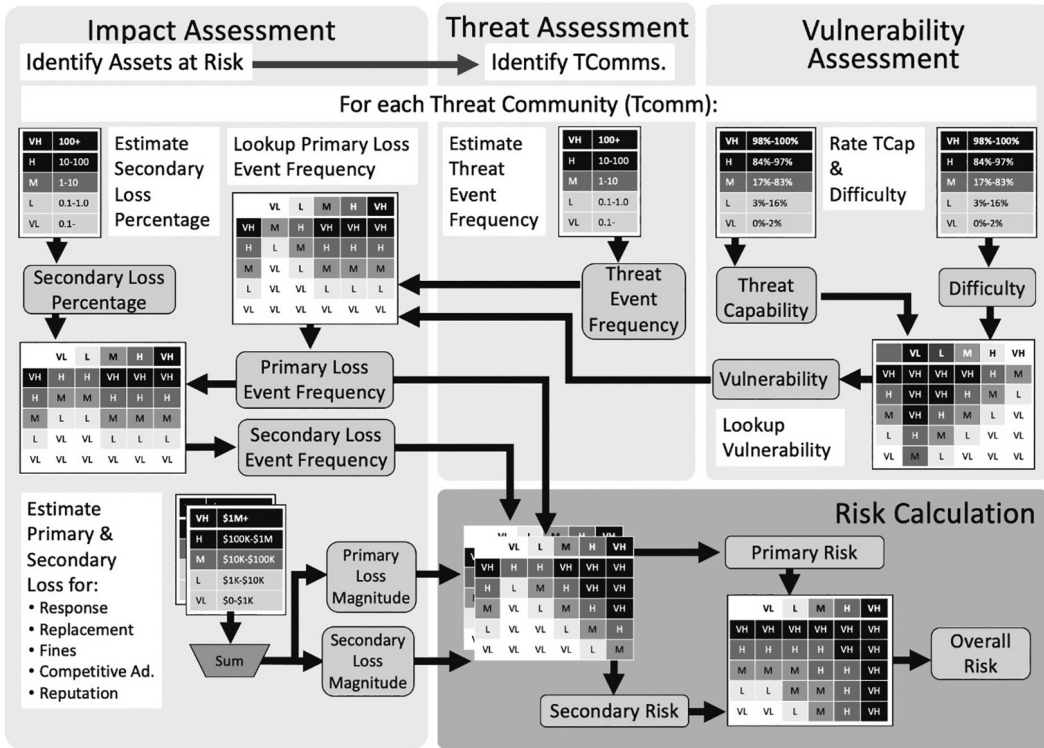 Impact Assessment
Identify Assets at Risk
Threat Assessment
Identify TComms.
Vulnerability
Assessment
For each Threat Community (Tcomm):
VH 100+
H 10-100
M 1-10
L 0.1-1.0
VL 0.1-
Estimate
Secondary
Loss
Percentage
Lookup Primary Loss
Event Frequency
VL L M H VH
VH M H VH VH VH
H L M H H H
M VL L M M M
L VL VL L L L
VL VL VL VL VL VL
Estimate
Threat
Event
Frequency
VH 100+
H 10-100
M 1-10
L 0.1-1.0
VL 0.1-
VH 98%-100%
H 84%-97%
M 17%-83%
L 3%-16%
VL 0%-2%
Rate TCap
&
Difficulty
VH 98%-100%
H 84%-97%
M 17%-83%
L 3%-16%
VL 0%-2%
Secondary Loss
Percentage
Threat
Event
Frequency
Threat
Capability
Difficulty
VL L M H VH
VH H H VH VH VH
H M M H H H
M L L M M M
L VL VL L L L
VL VL VL VL VL VL
Primary Loss
Event Frequency
Secondary Loss
Event Frequency
Vulnerability
Lookup
Vulnerability
VL L M H VH
VH VH VH VH H M
H VH VH H M L
M VH H M L VL
L H M L VL VL
VL M L VL VL VL
Estimate
Primary &
Secondary
Loss for:
• Response
• Replacement
• Fines
• Competitive Ad.
• Reputation
VH $1M+
H $100K-$1M
M $10K-$100K
L $1K-$10K
VL $0-$1K
Sum
Primary
Loss
Magnitude
Secondary
Loss
Magnitude
Risk Calculation
VL L M H VH
VH H H VH VH VH
H L M H VH VH
M VL L M H VH
L VL VL L M H
VL VL VL VL L M
Primary Risk
Secondary Risk
VL L M H VH
VH VH VH VH VH VH
H H H H VH VH
M M M M H VH
L L M M H VH
VL VL L M H VH
Overall
Risk